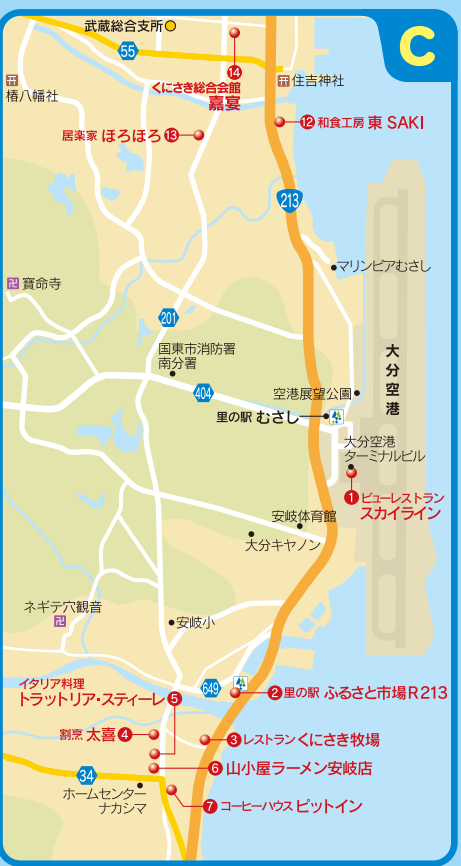 C
武蔵総合支所
55
椿八幡社
14
くにさき総合会館
嘉宴
住吉神社
12 和食工房 東 SAKI
居楽家 ほろほろ 13
213
マリンピアむさし
寶命寺
201
国東市消防署
南分署
大分空港
404
空港展望公園
里の駅 むさし
大分空港
ターミナルビル
1 ビューレストラン
スカイライン
安岐体育館
大分キヤノン
ネギテ穴観音
安岐小
イタリア料理
トラットリア・スティーレ 5
649
2 里の駅 ふるさと市場R213
割烹 太喜 4
3 レストラン くにさき牧場
6 山小屋ラーメン安岐店
34
ホームセンター
ナカシマ
7 コーヒーハウス ピットイン